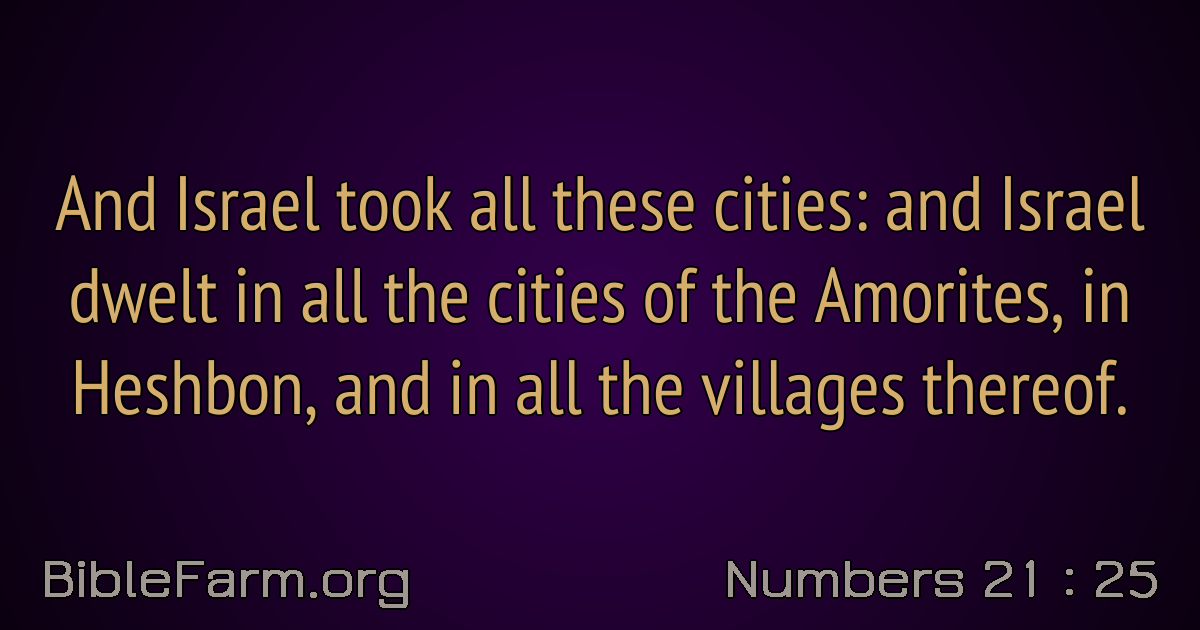 And Israel took all these cities: and Israel
dwelt in all the cities of the Amorites, in
Heshbon, and in all the villages thereof.
BibleFarm.org
Numbers 21 : 25